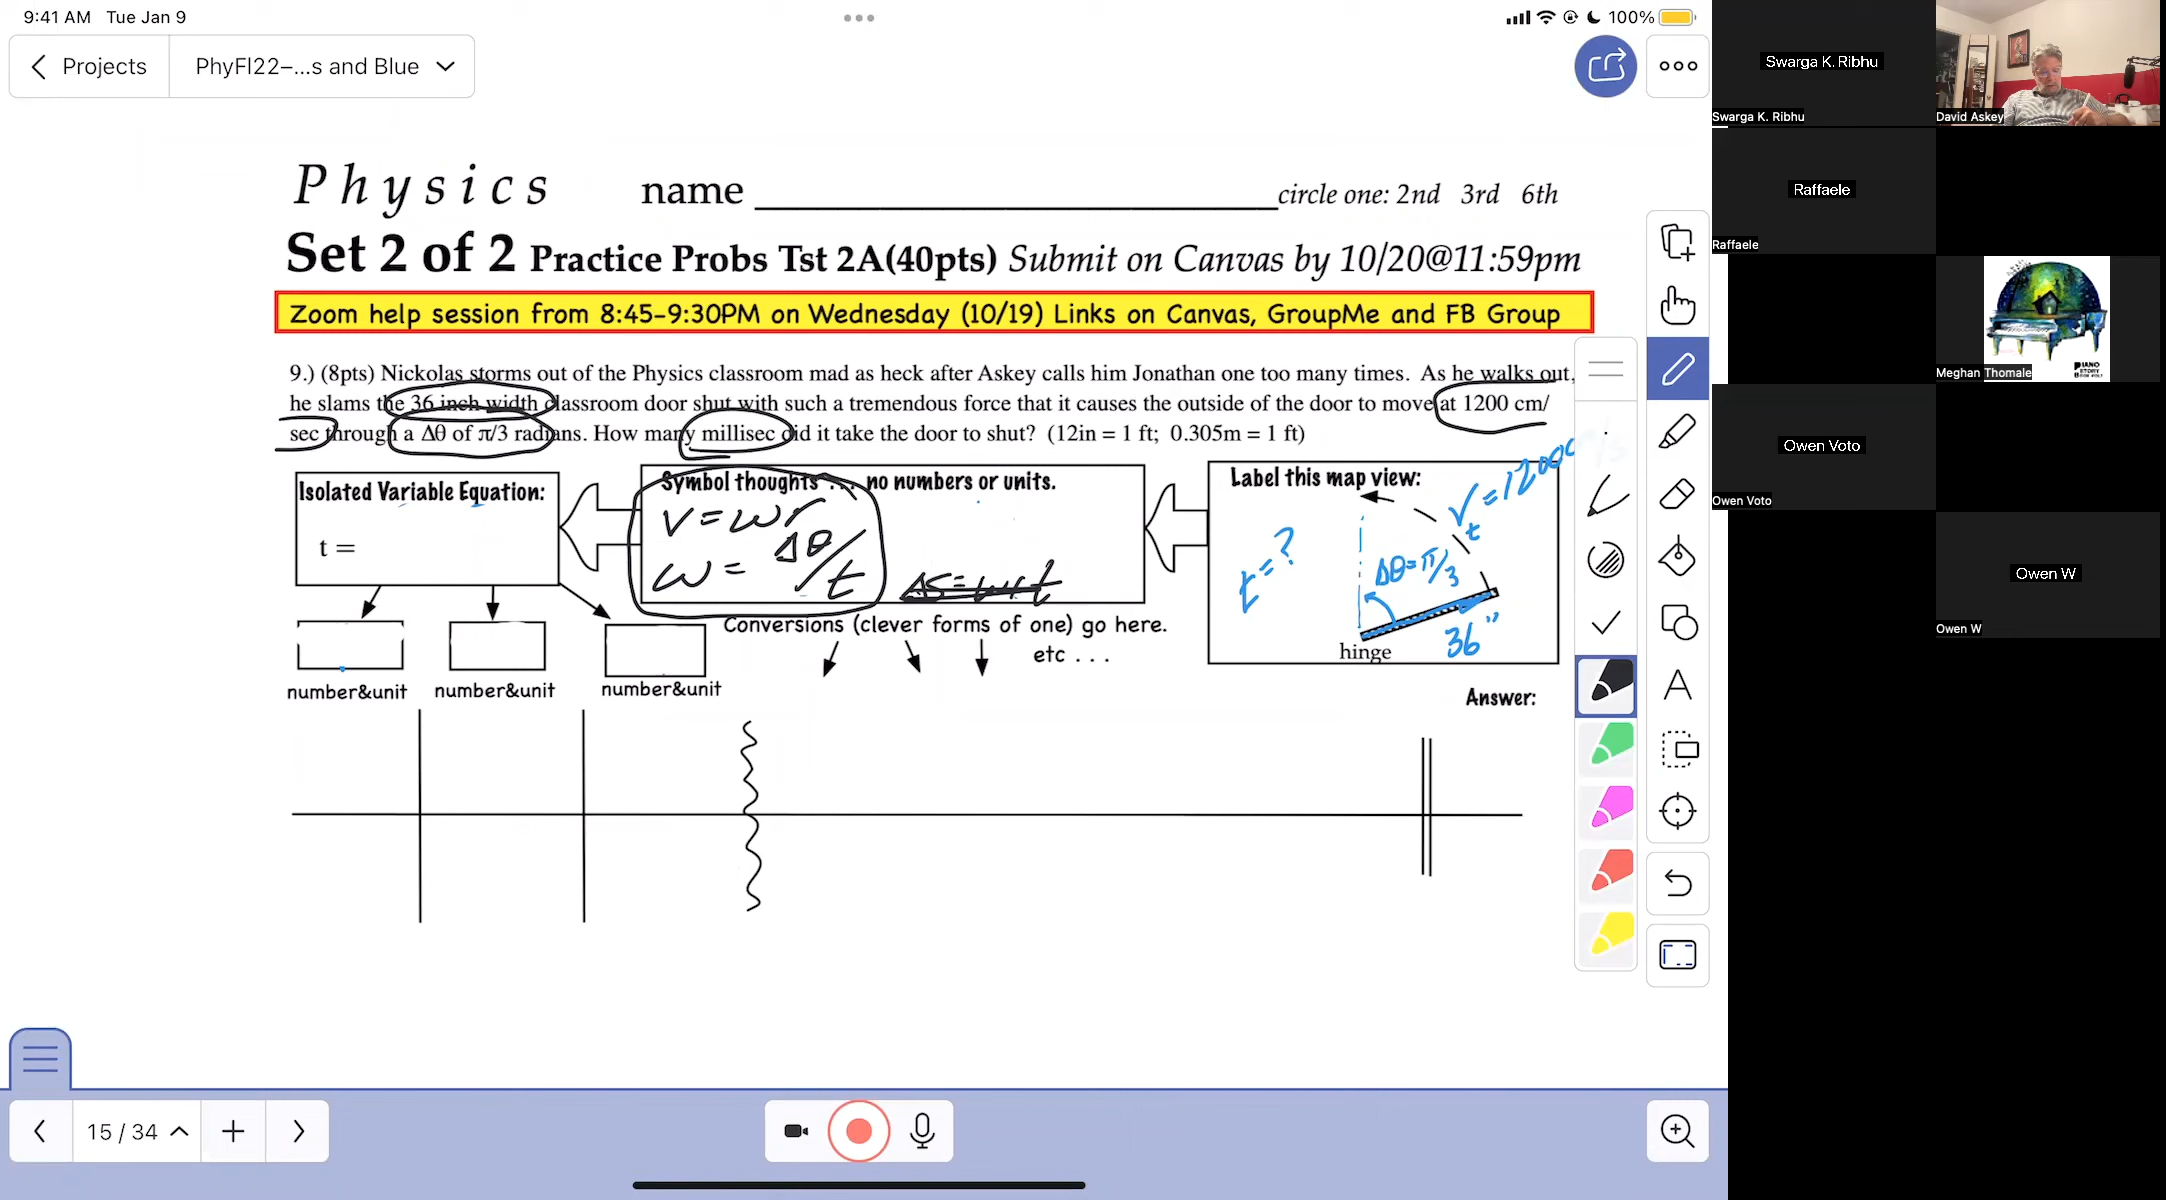 9:41 AM Tue Jan 9
100%
Projects
PhyFl22–...s and Blue
Physics name circle one: 2nd 3rd 6th
Set 2 of 2 Practice Probs Tst 2A(40pts) Submit on Canvas by 10/20@11:59pm
Zoom help session from 8:45-9:30PM on Wednesday (10/19) Links on Canvas, GroupMe and FB Group
9.) (8pts) Nickolas storms out of the Physics classroom mad as heck after Askey calls him Jonathan one too many times. As he walks out,
he slams the 36 inch width classroom door shut with such a tremendous force that it causes the outside of the door to move at 1200 cm/
sec through a Δθ of π/3 radians. How many millisec did it take the door to shut? (12in = 1 ft; 0.305m = 1 ft)
Isolated Variable Equation:
t =
Symbol thoughts . . . no numbers or units.
v = ωr
ω = Δθ/t
Δs = ωrt
Label this map view:
t = ?
Δθ = π/3
36"
hinge
Conversions (clever forms of one) go here.
etc . . .
number&unit number&unit number&unit
Answer:
A
15 / 34
Swarga K. Ribhu
Swarga K. Ribhu
David Askey
Raffaele
Raffaele
PIANO
STORY
Meghan Thomale
Owen Voto
Owen Voto
Owen W
Owen W